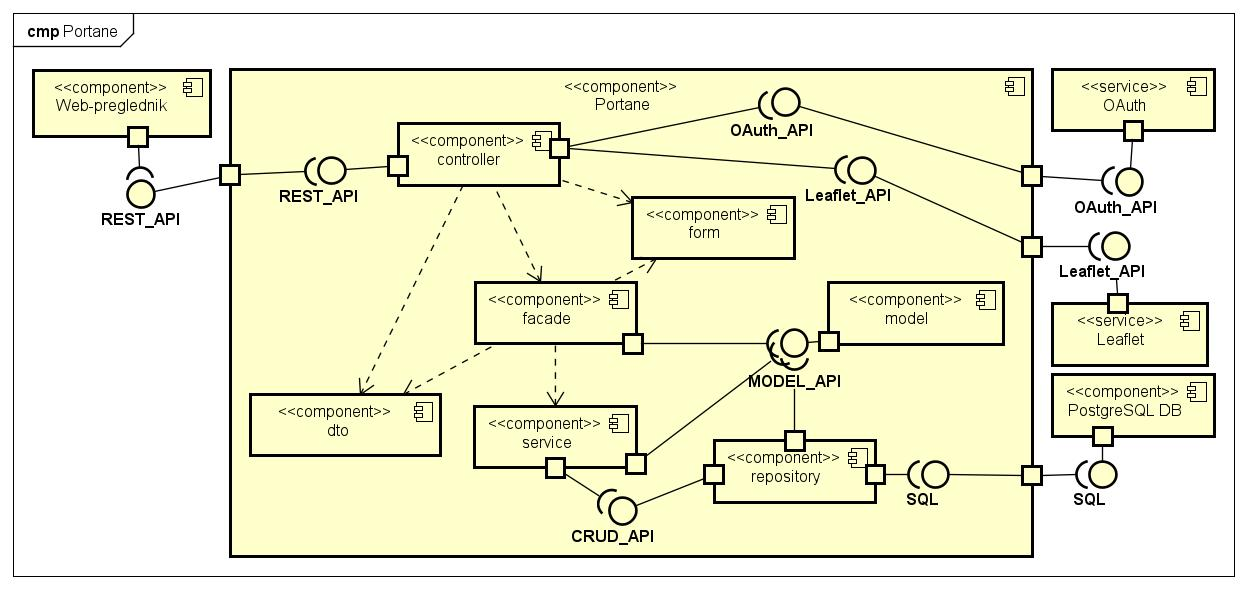 cmp Portane
<<component>>
Web-preglednik
REST_API
<<component>>
Portane
<<component>>
controller
REST_API
OAuth_API
Leaflet_API
<<component>>
form
<<component>>
facade
<<component>>
model
MODEL_API
<<component>>
dto
<<component>>
service
<<component>>
repository
CRUD_API
SQL
<<service>>
OAuth
OAuth_API
Leaflet_API
<<service>>
Leaflet
<<component>>
PostgreSQL DB
SQL